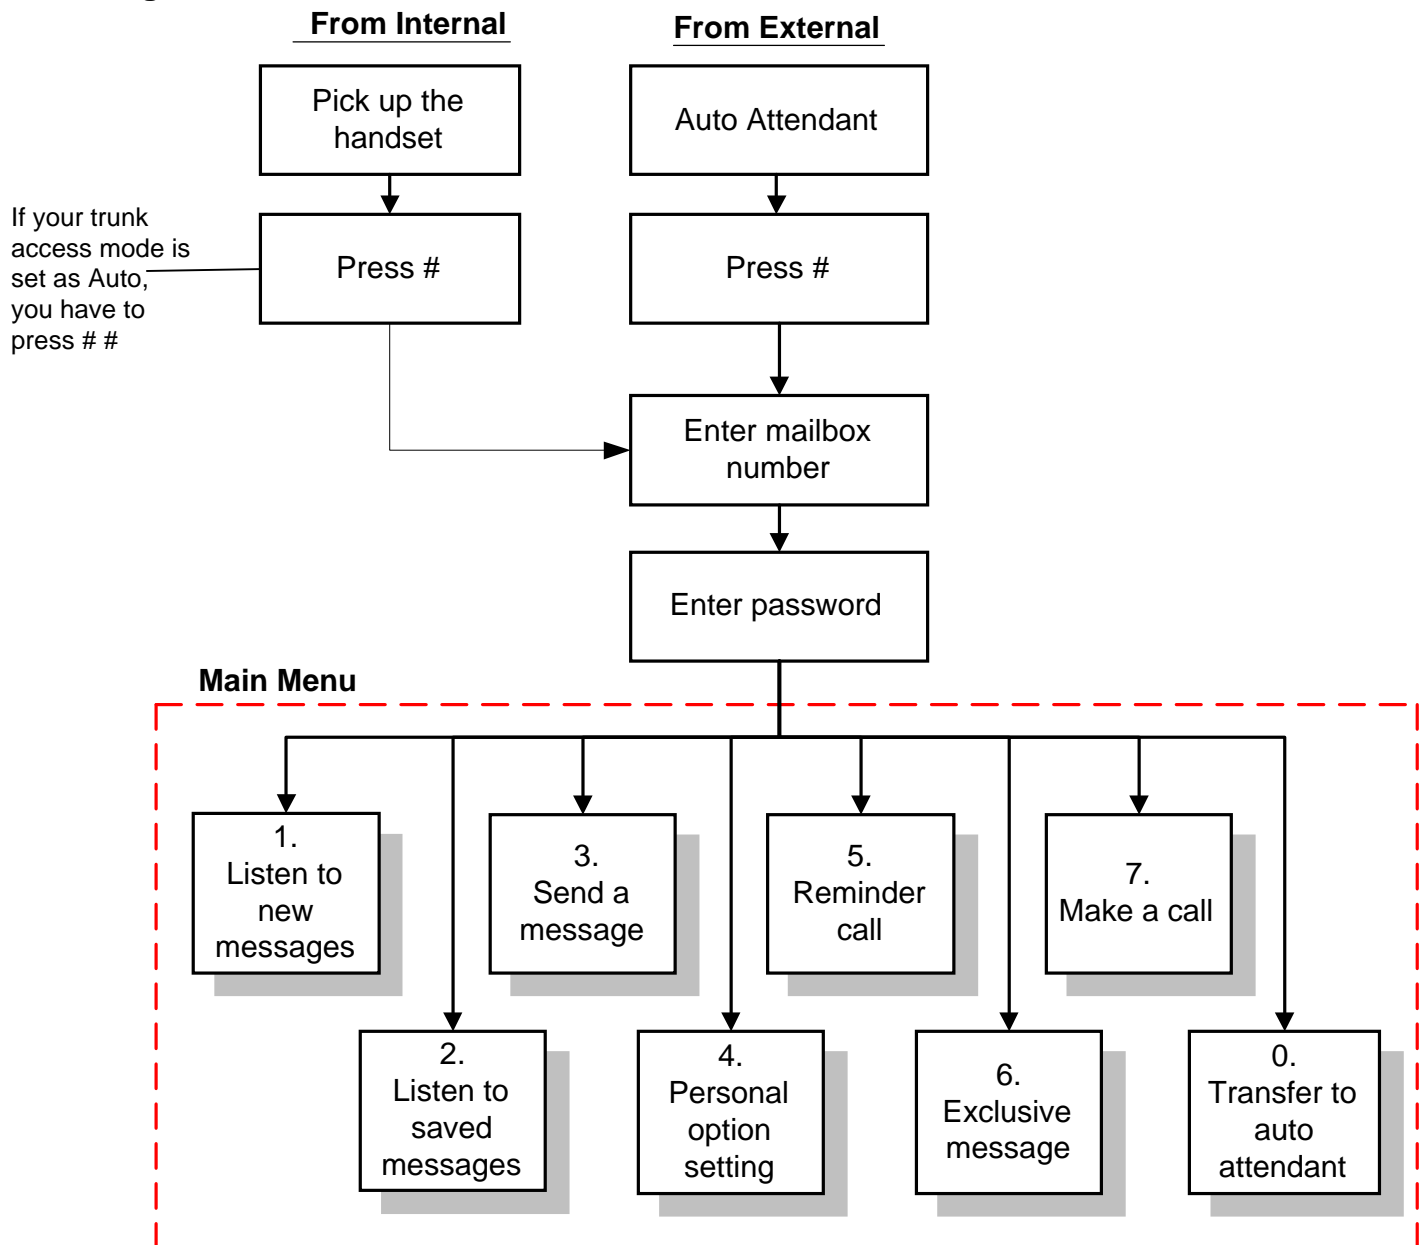 From Internal
From External
Pick up the
handset
Auto Attendant
If your trunk
access mode is
set as Auto,
you have to
press # #
Press #
Press #
Enter mailbox
number
Enter password
Main Menu
1.
Listen to
new
messages
3.
Send a
message
5.
Reminder
call
7.
Make a call
2.
Listen to
saved
messages
4.
Personal
option
setting
6.
Exclusive
message
0.
Transfer to
auto
attendant